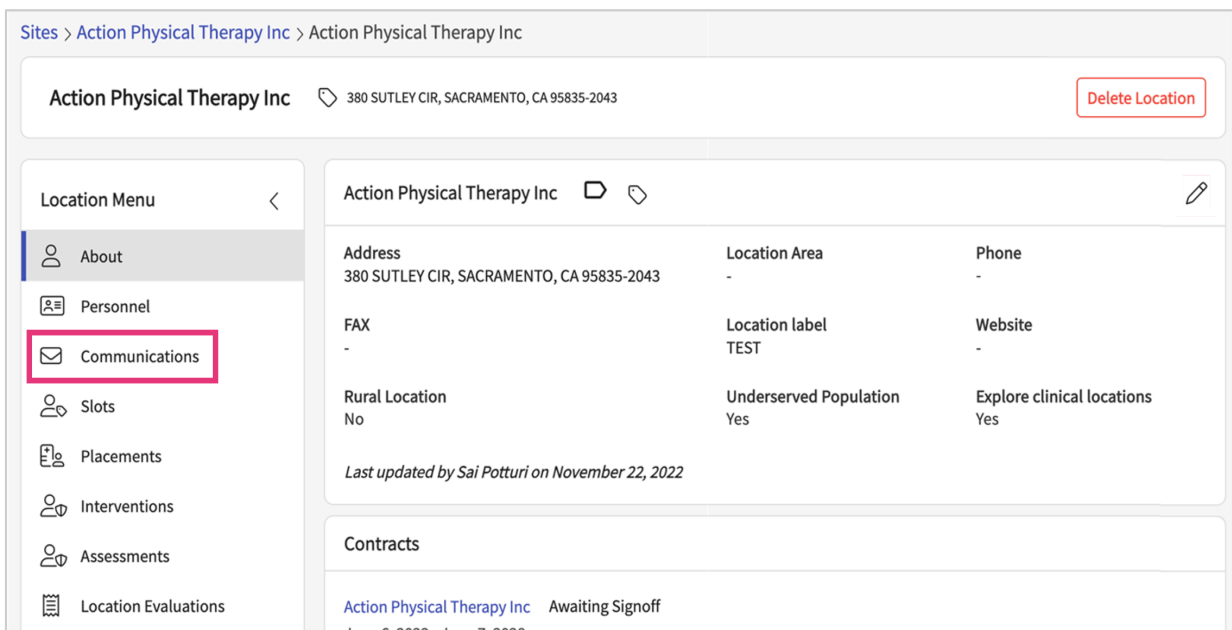 Sites > Action Physical Therapy Inc > Action Physical Therapy Inc
Action Physical Therapy Inc 380 SUTLEY CIR, SACRAMENTO, CA 95835-2043 Delete Location
Location Menu
About
Personnel
Communications
Slots
Placements
Interventions
Assessments
Location Evaluations
Action Physical Therapy Inc
Address Location Area Phone
380 SUTLEY CIR, SACRAMENTO, CA 95835-2043 - -
FAX Location label Website
- TEST -
Rural Location Underserved Population Explore clinical locations
No Yes Yes
Last updated by Sai Potturi on November 22, 2022
Contracts
Action Physical Therapy Inc Awaiting Signoff